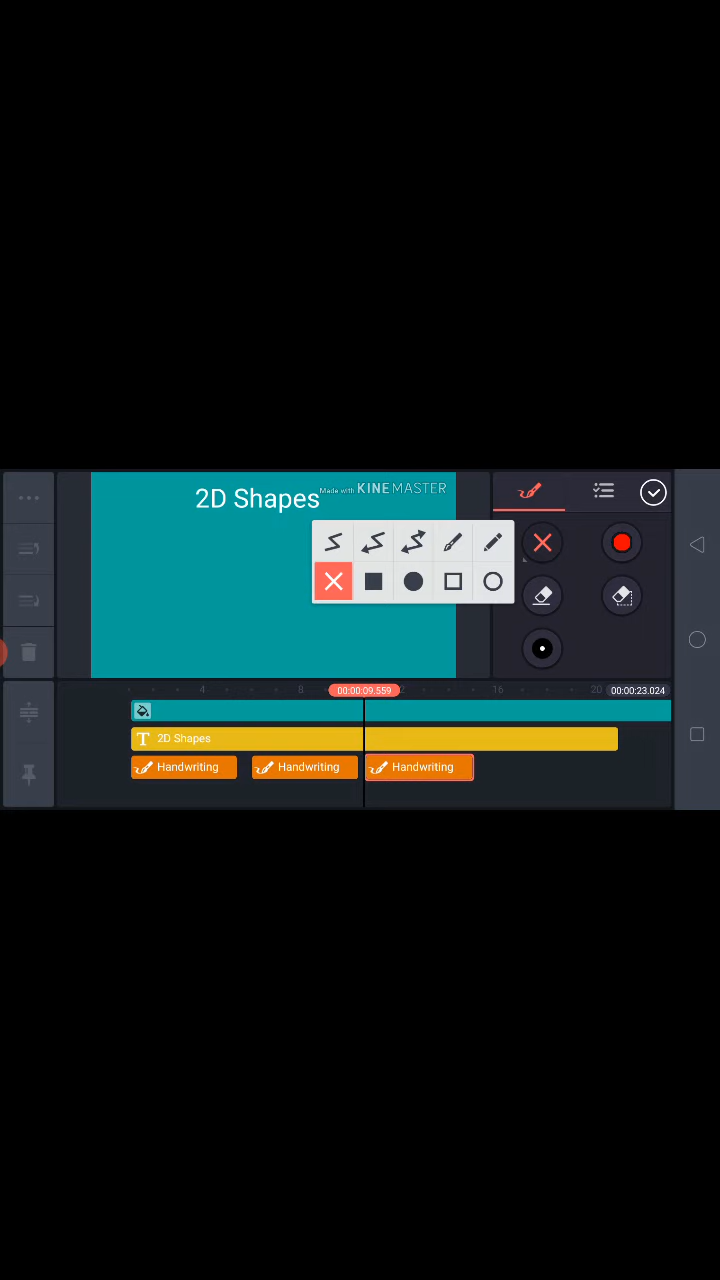 2D Shapes
Made with KINEMASTER
4 8 2 16 20
00:00:09.559
00:00:23.024
T 2D Shapes
Handwriting Handwriting Handwriting